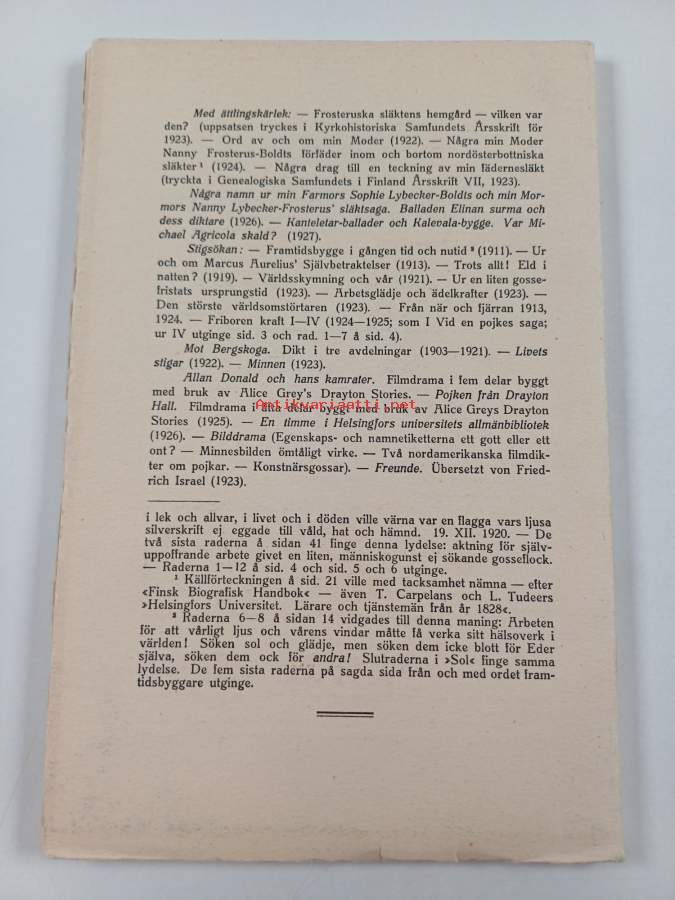 Med ättlingskärlek: — Frosteruska släktens hemgård — vilken var
den? (uppsatsen tryckes i Kyrkohistoriska Samfundets Årsskrift för
1923). — Ord av och om min Moder (1922). — Några min Moder
Nanny Frosterus-Boldts förfäder inom och bortom nordösterbottniska
släkter ¹ (1924). — Några drag till en teckning av min fädernesläkt
(tryckta i Genealogiska Samfundets i Finland Årsskrift VII, 1923).
Några namn ur min Farmors Sophie Lybecker-Boldts och min Mor-
mors Nanny Lybecker-Frosterus' släktsaga. Balladen Elinan surma och
dess diktare (1926). — Kanteletar-ballader och Kalevala-bygge. Var Mi-
chael Agricola skald? (1927).
Stigsökan: — Framtidsbygge i gången tid och nutid ² (1911). — Ur
och om Marcus Aurelius' Självbetraktelser (1913). — Trots allt! Eld i
natten? (1919). — Världsskymning och vår (1921). — Ur en liten gosse-
fristats ursprungstid (1923). — Arbetsglädje och ädelkrafter (1923). —
Den störste världsomstörtaren (1923). — Från när och fjärran 1913,
1924. — Friboren kraft I—IV (1924—1925; som I Vid en pojkes saga;
ur IV utginge sid. 3 och rad. 1—7 å sid. 4).
Mot Bergskoga. Dikt i tre avdelningar (1903—1921). — Livets
stigar (1922). — Minnen (1923).
Allan Donald och hans kamrater. Filmdrama i fem delar byggt
med bruk av Alice Grey's Drayton Stories. — Pojken från Drayton
Hall. Filmdrama i åtta delar byggt med bruk av Alice Greys Drayton
Stories (1925). — En timme i Helsingfors universitets allmänbibliotek
(1926). — Bilddrama (Egenskaps- och namnetiketterna ett gott eller ett
ont? — Minnesbilden ömtåligt virke. — Två nordamerikanska filmdik-
ter om pojkar. — Konstnärsgossar). — Freunde. Übersetzt von Fried-
rich Israel (1923).
Antikvariaatti.net
i lek och allvar, i livet och i döden ville värna var en flagga vars ljusa
silverskrift ej eggade till våld, hat och hämnd. 19. XII. 1920. — De
två sista raderna å sidan 41 finge denna lydelse: aktning för själv-
uppoffrande arbete givet en liten, människogunst ej sökande gosseflock.
— Raderna 1—12 å sid. 4 och sid. 5 och 6 utginge.
¹ Källförteckningen å sid. 21 ville med tacksamhet nämna — efter
‹Finsk Biografisk Handbok‹ — även T. Carpelans och L. Tudeers
›Helsingfors Universitet. Lärare och tjänstemän från år 1828‹.
² Raderna 6—8 å sidan 14 vidgades till denna maning: Arbeten
för att vårligt ljus och vårens vindar måtte få verka sitt hälsoverk i
världen! Söken sol och glädje, men söken dem icke blott för Eder
själva, söken dem ock för andra! Slutraderna i ›Sol‹ finge samma
lydelse. De fem sista raderna på sagda sida från och med ordet fram-
tidsbyggare utginge.